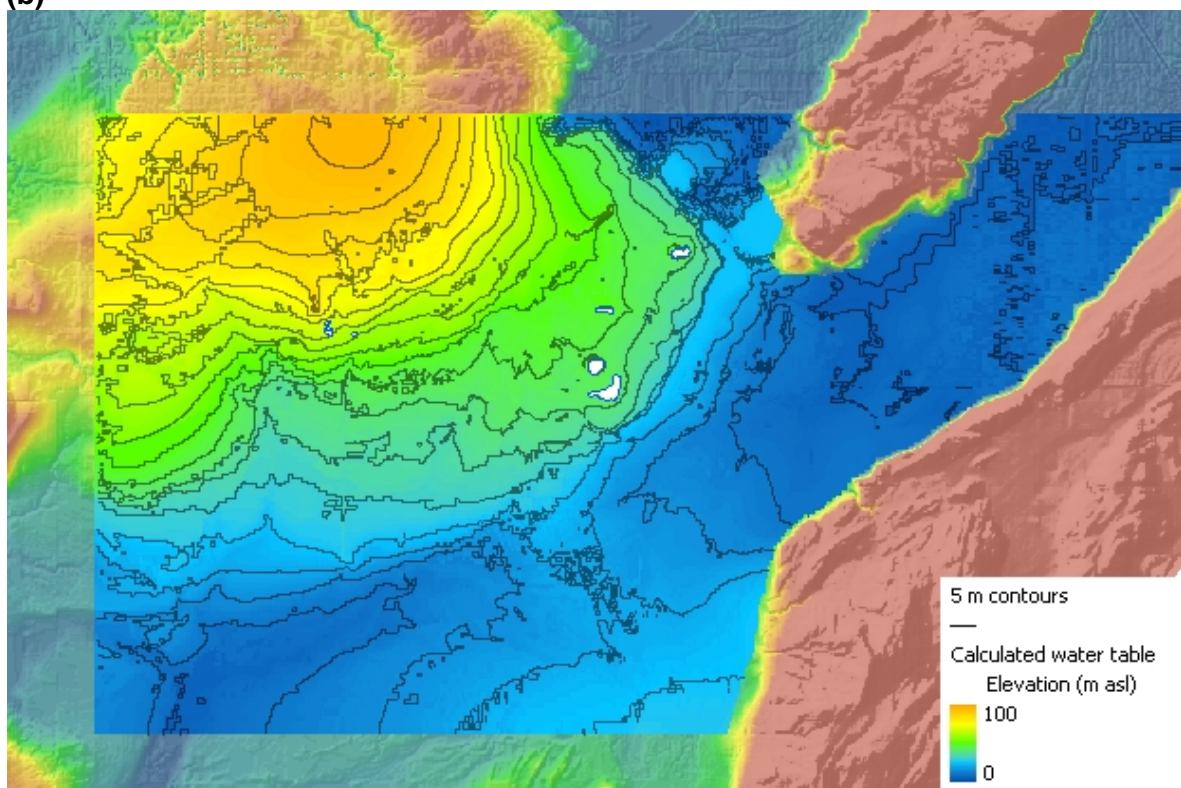 (b)
5 m contours
Calculated water table
Elevation (m asl)
100
0